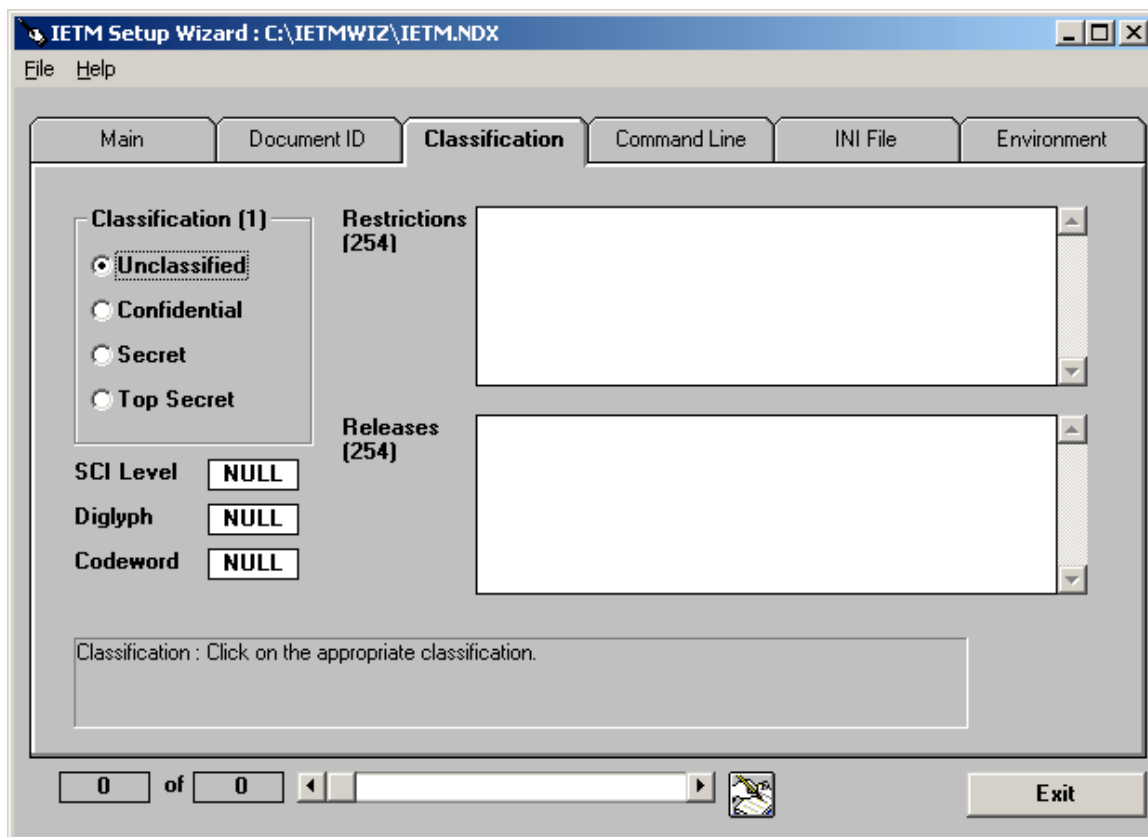 IETM Setup Wizard : C:\IETMWIZ\IETM.NDX
File Help
Main Document ID Classification Command Line INI File Environment
Classification (1)
Unclassified
Confidential
Secret
Top Secret
SCI Level NULL
Diglyph NULL
Codeword NULL
Restrictions
(254)
Releases
(254)
Classification : Click on the appropriate classification.
0 of 0
Exit